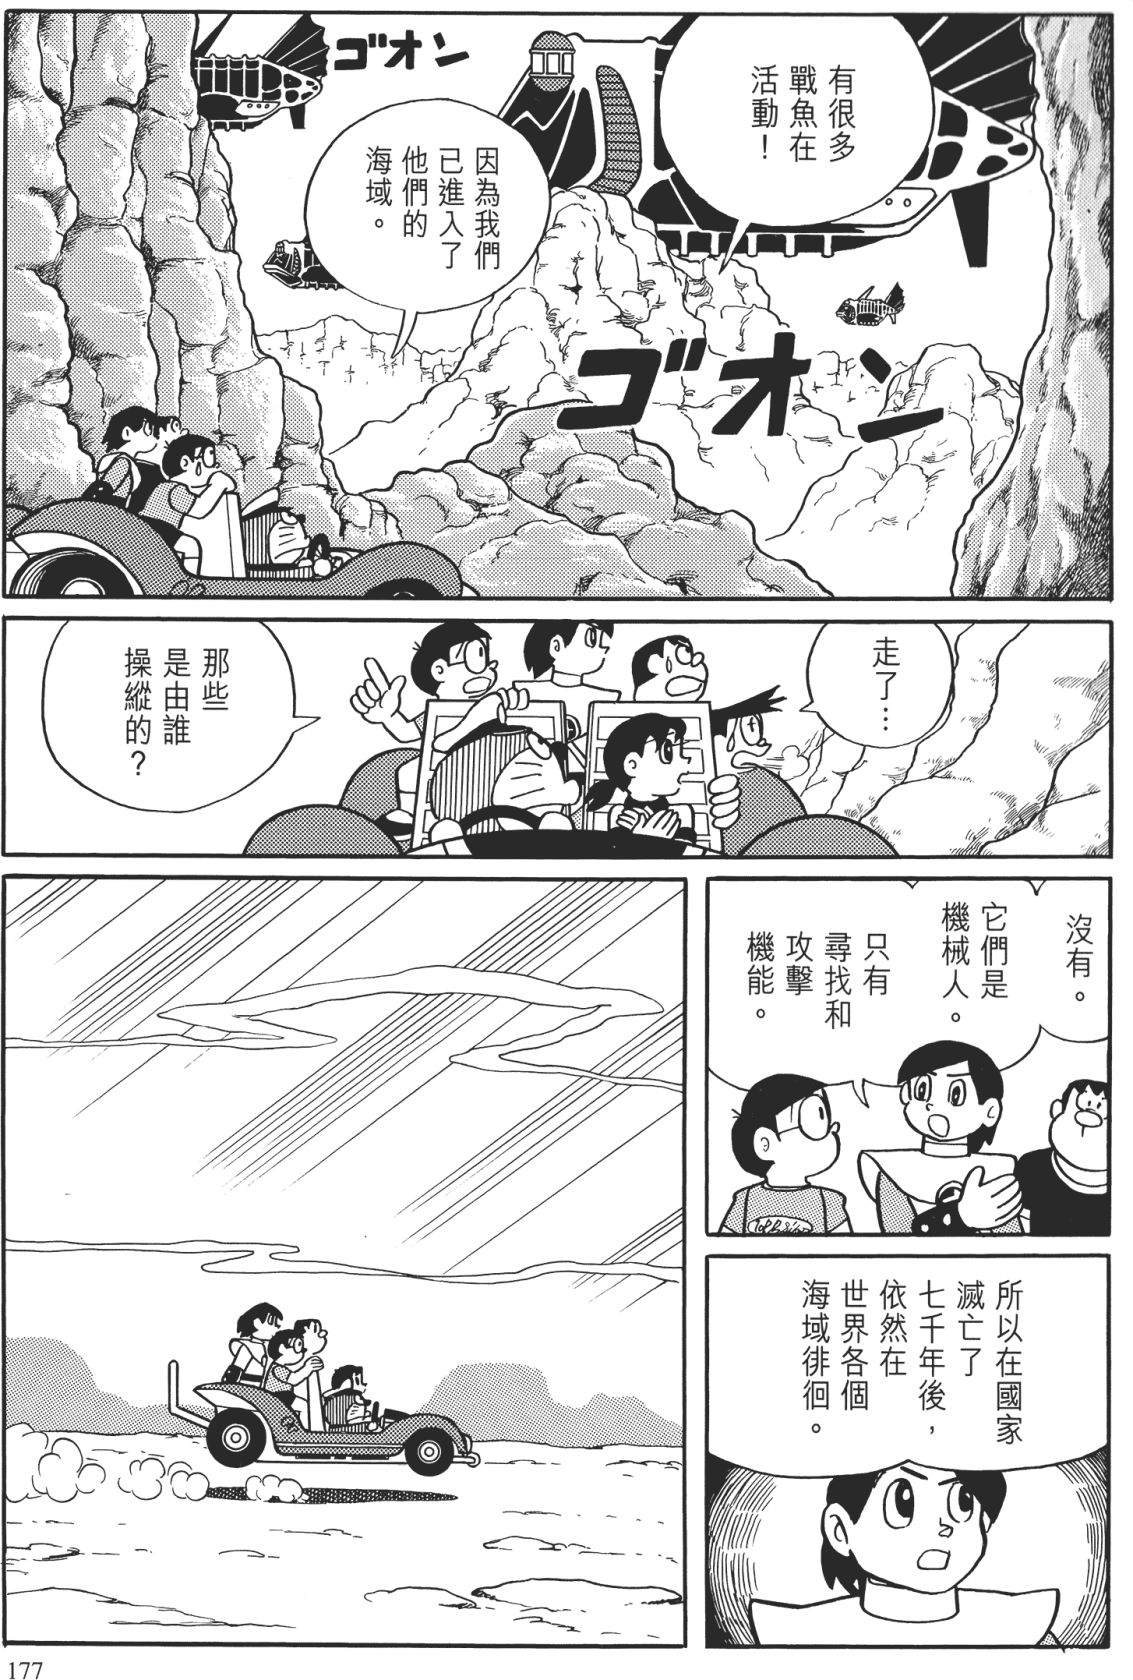 有很多
戰魚在
活動！
因為我們
已進入了
他們的
海域。
ゴオン
ゴオン
走了…
那些
是由誰
操縱的？
沒有。
它們是
機械人。
只有
尋找和
攻擊
機能。
所以在國家
滅亡了
七千年後，
依然在
世界各個
海域徘徊。
177